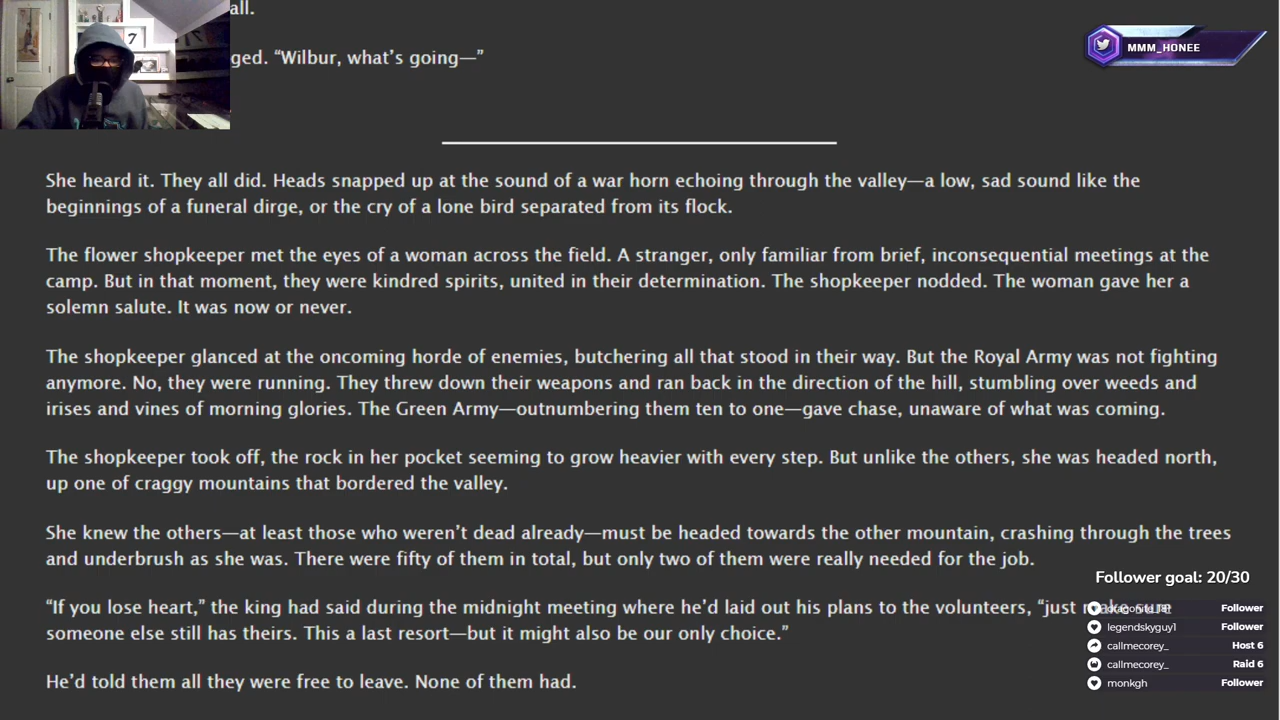 all.
ged. “Wilbur, what’s going—”
MMM_HONEE
7
She heard it. They all did. Heads snapped up at the sound of a war horn echoing through the valley—a low, sad sound like the
beginnings of a funeral dirge, or the cry of a lone bird separated from its flock.
The flower shopkeeper met the eyes of a woman across the field. A stranger, only familiar from brief, inconsequential meetings at the
camp. But in that moment, they were kindred spirits, united in their determination. The shopkeeper nodded. The woman gave her a
solemn salute. It was now or never.
The shopkeeper glanced at the oncoming horde of enemies, butchering all that stood in their way. But the Royal Army was not fighting
anymore. No, they were running. They threw down their weapons and ran back in the direction of the hill, stumbling over weeds and
irises and vines of morning glories. The Green Army—outnumbering them ten to one—gave chase, unaware of what was coming.
The shopkeeper took off, the rock in her pocket seeming to grow heavier with every step. But unlike the others, she was headed north,
up one of craggy mountains that bordered the valley.
She knew the others—at least those who weren’t dead already—must be headed towards the other mountain, crashing through the trees
and underbrush as she was. There were fifty of them in total, but only two of them were really needed for the job.
“If you lose heart,” the king had said during the midnight meeting where he’d laid out his plans to the volunteers, “just
someone else still has theirs. This a last resort—but it might also be our only choice.”
He’d told them all they were free to leave. None of them had.
Follower goal: 20/30
Follower
legendskyguy1 Follower
callmecorey_ Host 6
callmecorey_ Raid 6
monkgh Follower